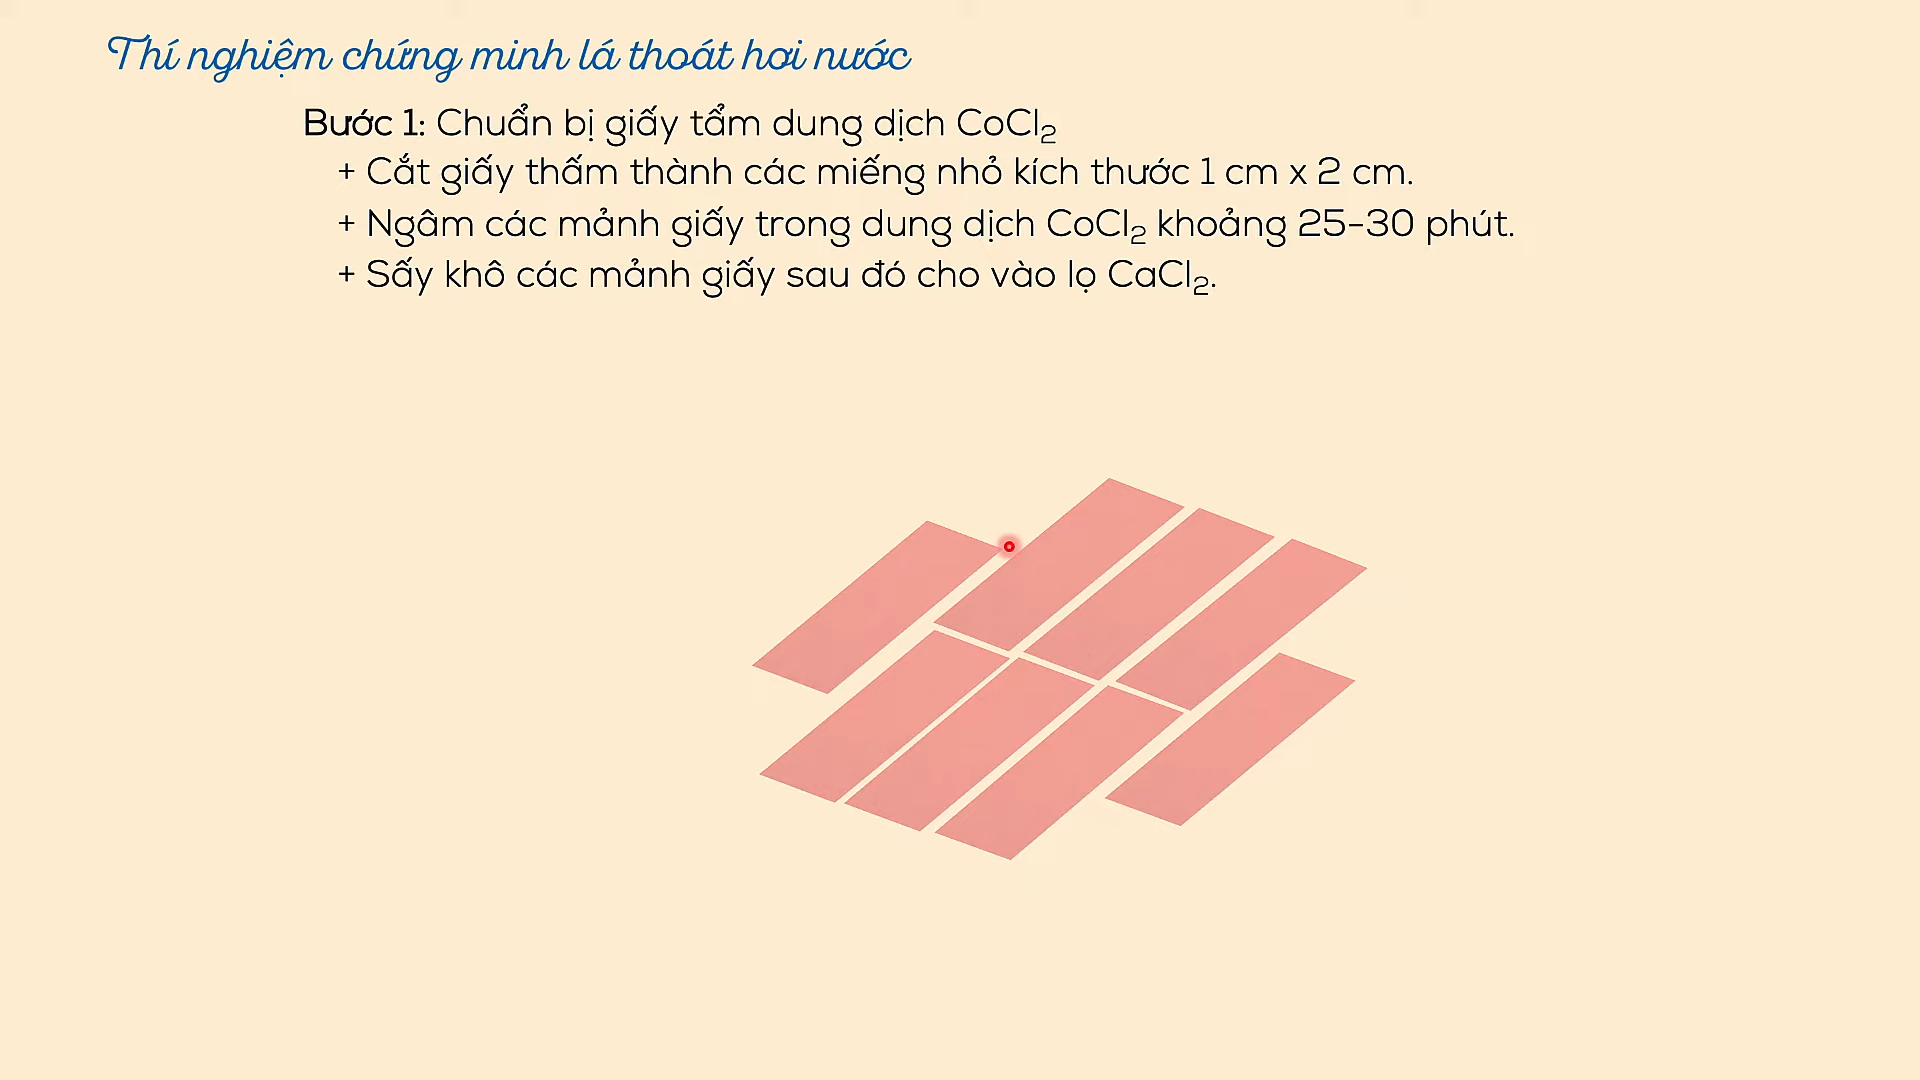 Thí nghiệm chứng minh lá thoát hơi nước
Bước 1: Chuẩn bị giấy tẩm dung dịch CoCl₂
+ Cắt giấy thấm thành các miếng nhỏ kích thước 1 cm x 2 cm.
+ Ngâm các mảnh giấy trong dung dịch CoCl₂ khoảng 25-30 phút.
+ Sấy khô các mảnh giấy sau đó cho vào lọ CaCl₂.